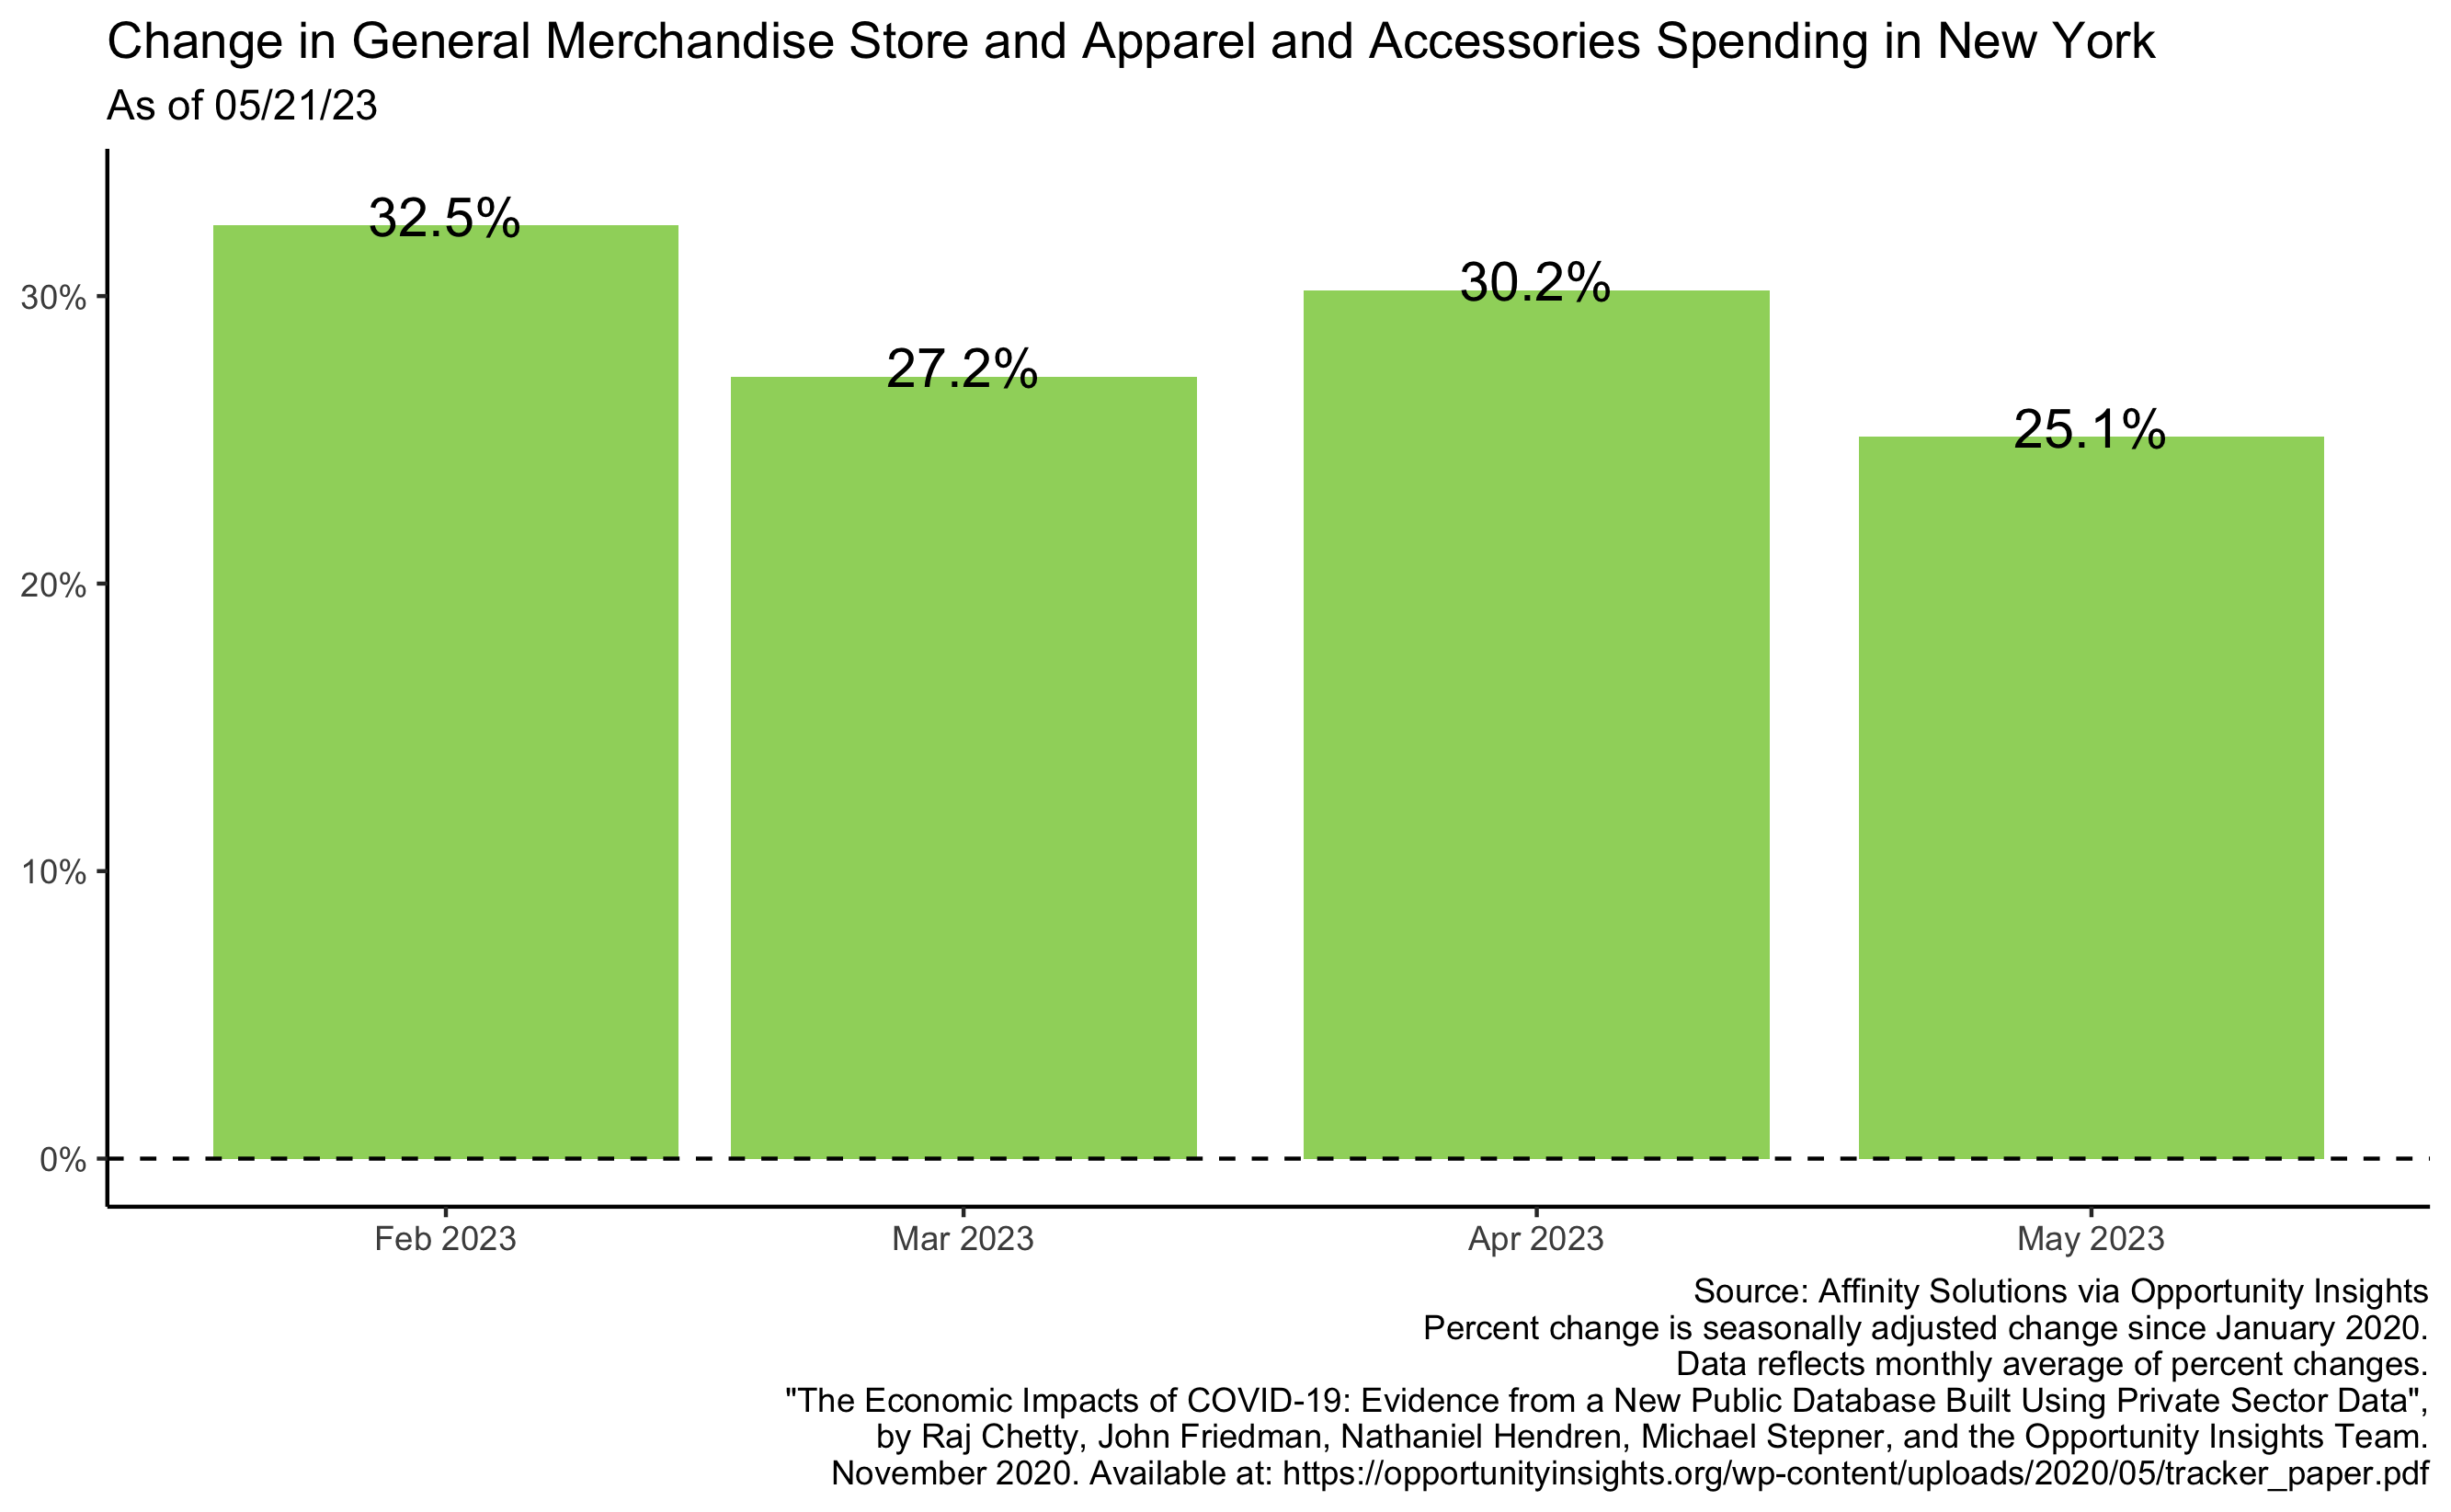 Change in General Merchandise Store and Apparel and Accessories Spending in New York
As of 05/21/23
32.5%
30.2%
27.2%
25.1%
30%
20%
10%
0%
Feb 2023
Mar 2023
Apr 2023
May 2023
Source: Affinity Solutions via Opportunity Insights
Percent change is seasonally adjusted change since January 2020.
Data reflects monthly average of percent changes.
"The Economic Impacts of COVID-19: Evidence from a New Public Database Built Using Private Sector Data",
by Raj Chetty, John Friedman, Nathaniel Hendren, Michael Stepner, and the Opportunity Insights Team.
November 2020. Available at: https://opportunityinsights.org/wp-content/uploads/2020/05/tracker_paper.pdf